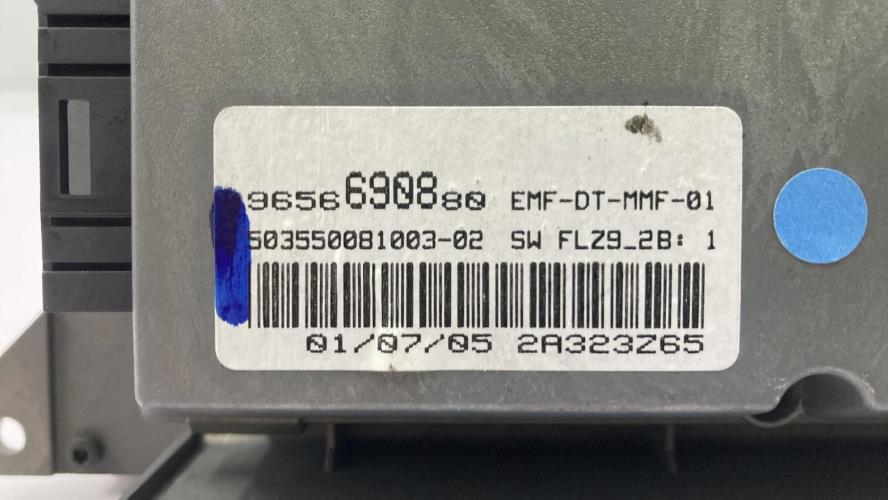 9656690880 EMF-DT-MMF-01
503550081003-02 SW FLZ9_2B: 1
01/07/05 2A323Z65